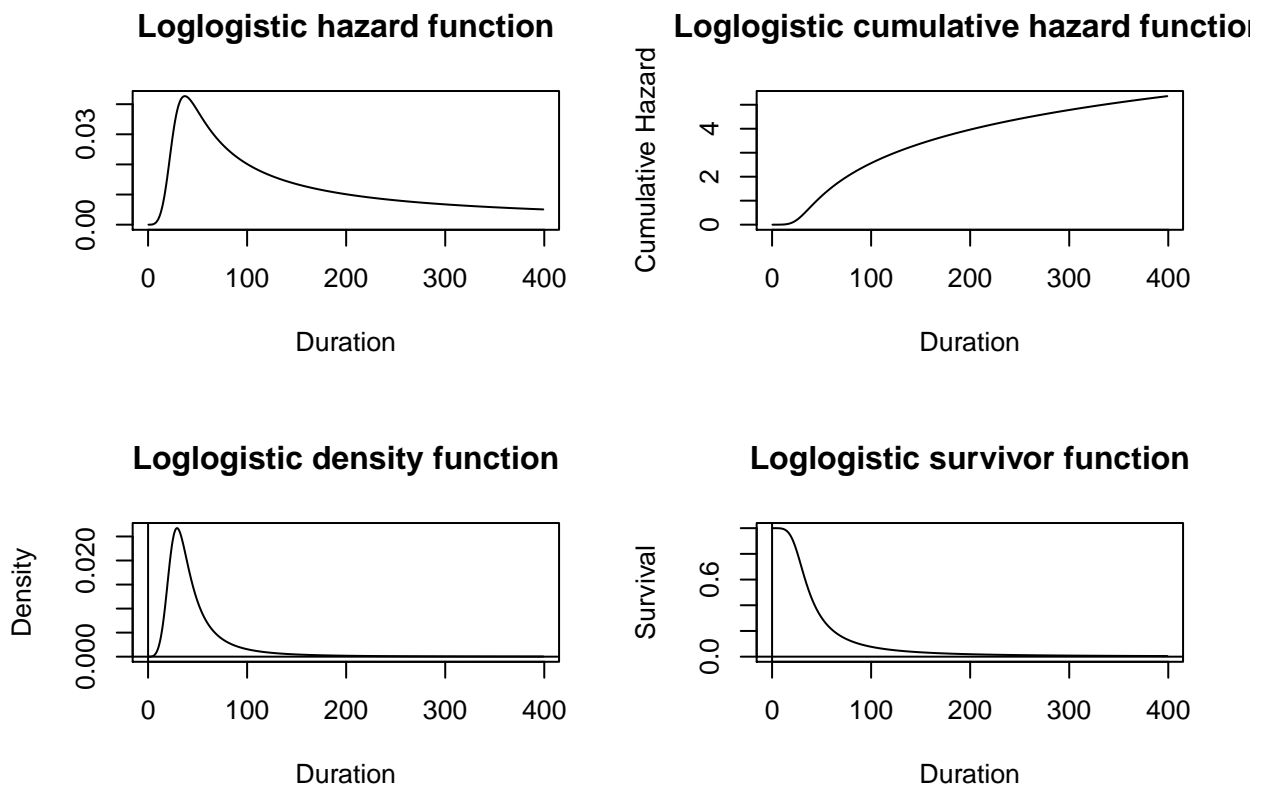 Loglogistic hazard function
0.00
0.03
0 100 200 300 400
Duration
Loglogistic cumulative hazard function
Cumulative Hazard
0
2
4
0 100 200 300 400
Duration
Loglogistic density function
Density
0.000
0.020
0 100 200 300 400
Duration
Loglogistic survivor function
Survival
0.0
0.6
0 100 200 300 400
Duration